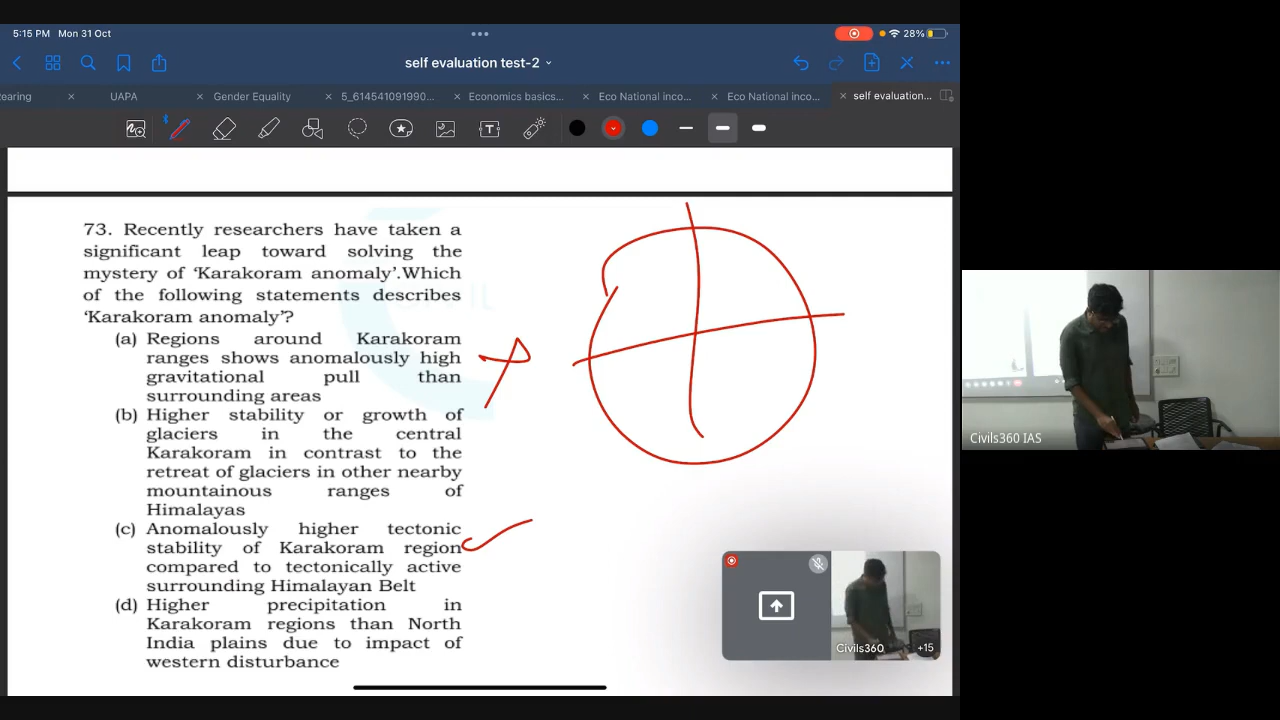 5:15 PM Mon 31 Oct
28%
self evaluation test-2
earing
UAPA
Gender Equality
5_614541091990...
Economics basics...
Eco National inco...
Eco National inco...
self evaluation...
73. Recently researchers have taken a
significant leap toward solving the
mystery of ‘Karakoram anomaly’.Which
of the following statements describes
‘Karakoram anomaly’?
(a) Regions around Karakoram
ranges shows anomalously high
gravitational pull than
surrounding areas
(b) Higher stability or growth of
glaciers in the central
Karakoram in contrast to the
retreat of glaciers in other nearby
mountainous ranges of
Himalayas
(c) Anomalously higher tectonic
stability of Karakoram region
compared to tectonically active
surrounding Himalayan Belt
(d) Higher precipitation in
Karakoram regions than North
India plains due to impact of
western disturbance
Civils360
+15
Civils360 IAS